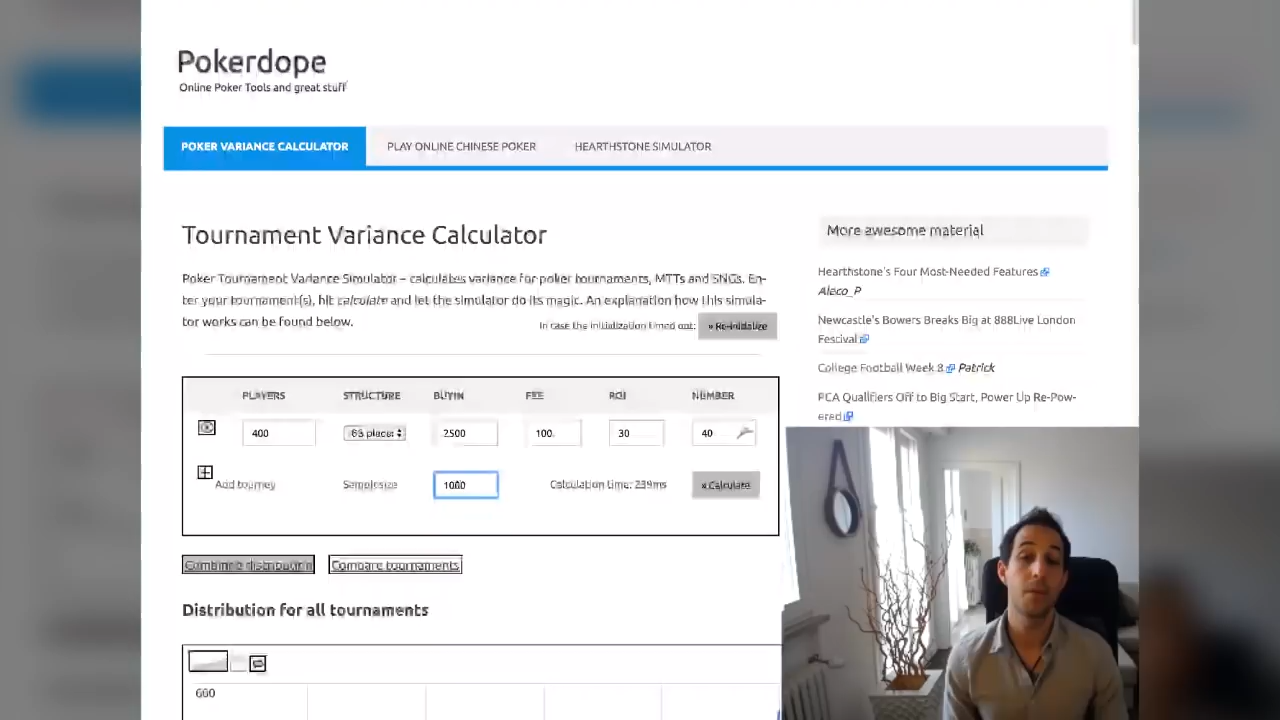 Pokerdope
Online Poker Tools and great stuff
POKER VARIANCE CALCULATOR
PLAY ONLINE CHINESE POKER
HEARTHSTONE SIMULATOR
Tournament Variance Calculator
Poker Tournament Variance Simulator – calculates variance for poker tournaments, MTTs and SNGs. En-
ter your tournament(s), hit calculate and let the simulator do its magic. An explanation how this simula-
tor works can be found below.
In case the initialization timed out: » Re-initialize
PLAYERS STRUCTURE BUYIN FEE ROI NUMBER
400 63 places 2500 100 30 40
Add tourney Samplesize 1000 Calculation time: 239ms » Calculate
Combined distribution Compare tournaments
Distribution for all tournaments
600
More awesome material
Hearthstone's Four Most-Needed Features
Aleco_P
Newcastle's Bowers Breaks Big at 888Live London
Festival
College Football Week 8 Patrick
PCA Qualifiers Off to Big Start, Power Up Re-Pow-
ered